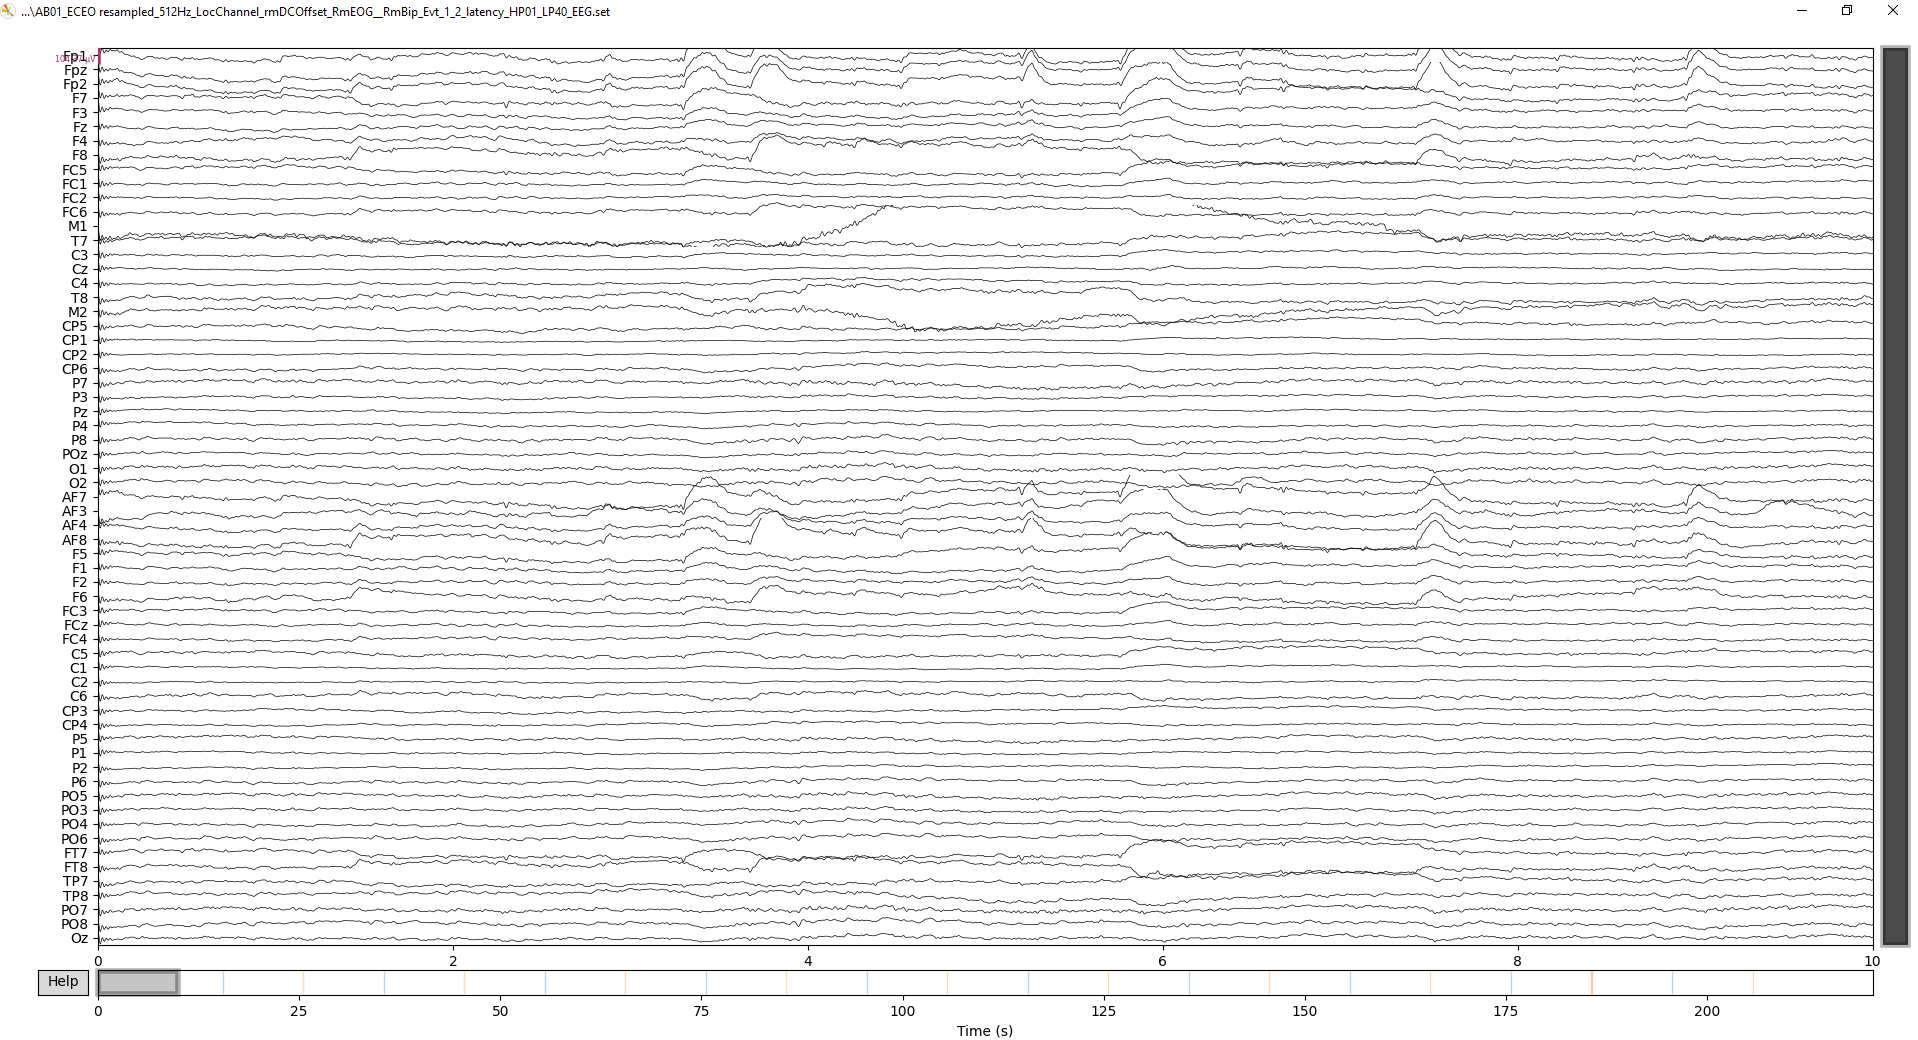 ...\AB01_ECEO resampled_512Hz_LocChannel_rmDCOffset_RmEOG__RmBip_Evt_1_2_latency_HP01_LP40_EEG.set
Fp1
Fpz
Fp2
F7
F3
Fz
F4
F8
FC5
FC1
FC2
FC6
M1
T7
C3
Cz
C4
T8
M2
CP5
CP1
CP2
CP6
P7
P3
Pz
P4
P8
POz
O1
O2
AF7
AF3
AF4
AF8
F5
F1
F2
F6
FC3
FCz
FC4
C5
C1
C2
C6
CP3
CP4
P5
P1
P2
P6
PO5
PO3
PO4
PO6
FT7
FT8
TP7
TP8
PO7
PO8
Oz
0 2 4 6 8 10
Help
0 25 50 75 100 125 150 175 200
Time (s)